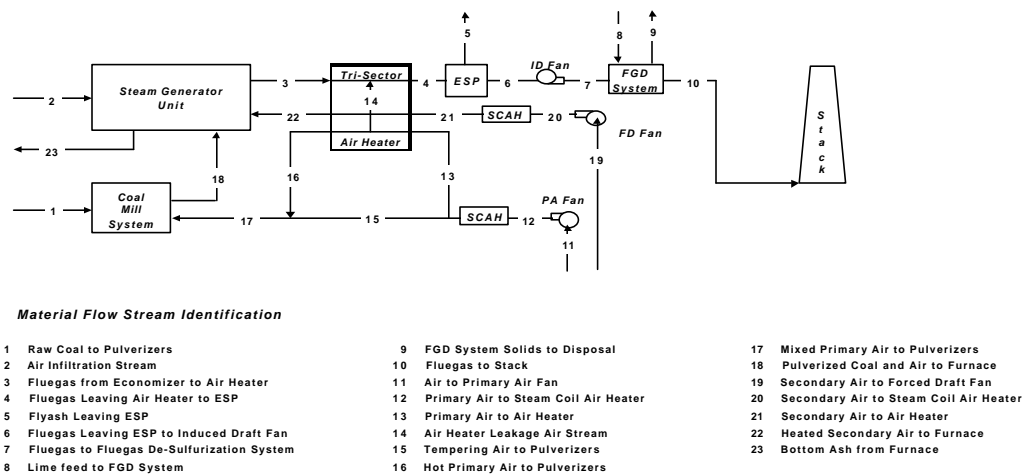 5
8
9
ID Fan
Tri-Sector
3
4
ESP
6
7
FGD
System
10
Steam Generator
Unit
2
14
22
21
SCAH
20
FD Fan
Stack
Air Heater
23
19
18
16
13
Coal
Mill
System
PA Fan
1
17
15
SCAH
12
11
Material Flow Stream Identification
1 Raw Coal to Pulverizers
2 Air Infiltration Stream
3 Fluegas from Economizer to Air Heater
4 Fluegas Leaving Air Heater to ESP
5 Flyash Leaving ESP
6 Fluegas Leaving ESP to Induced Draft Fan
7 Fluegas to Fluegas De-Sulfurization System
8 Lime feed to FGD System
9 FGD System Solids to Disposal
10 Fluegas to Stack
11 Air to Primary Air Fan
12 Primary Air to Steam Coil Air Heater
13 Primary Air to Air Heater
14 Air Heater Leakage Air Stream
15 Tempering Air to Pulverizers
16 Hot Primary Air to Pulverizers
17 Mixed Primary Air to Pulverizers
18 Pulverized Coal and Air to Furnace
19 Secondary Air to Forced Draft Fan
20 Secondary Air to Steam Coil Air Heater
21 Secondary Air to Air Heater
22 Heated Secondary Air to Furnace
23 Bottom Ash from Furnace